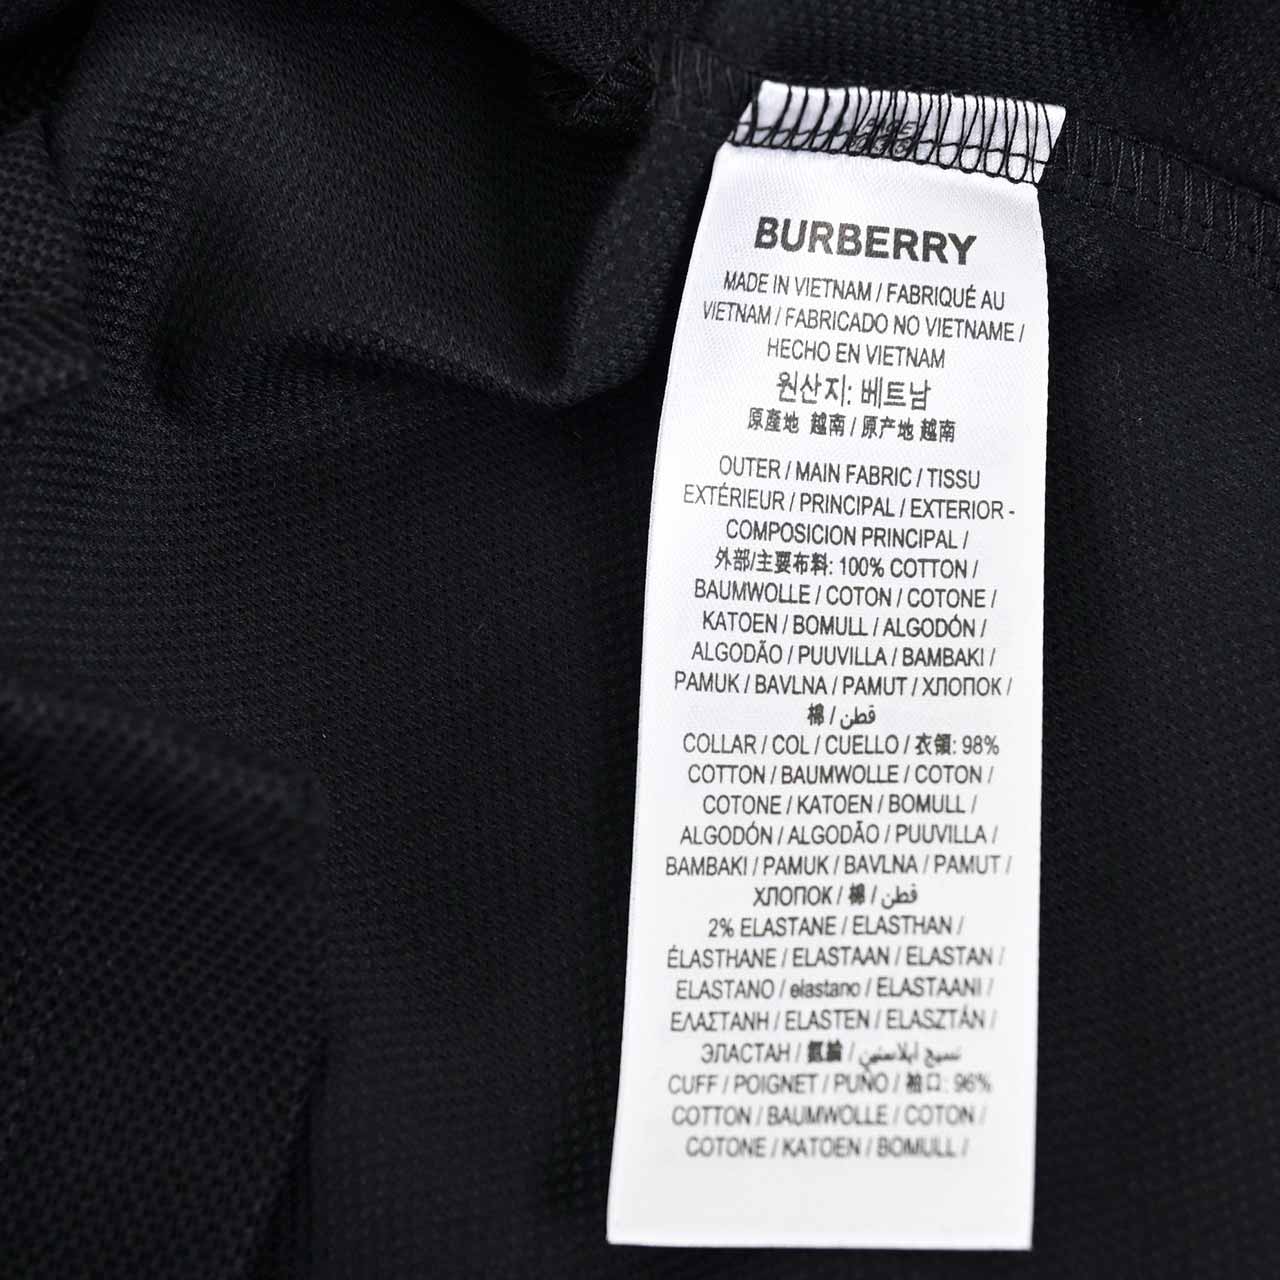 BURBERRY
MADE IN VIETNAM / FABRIQUÉ AU
VIETNAM / FABRICADO NO VIETNAME /
HECHO EN VIETNAM
원산지: 베트남
原產地 越南 / 原产地 越南
OUTER / MAIN FABRIC / TISSU
EXTÉRIEUR / PRINCIPAL / EXTERIOR -
COMPOSICION PRINCIPAL /
外部/主要布料: 100% COTTON /
BAUMWOLLE / COTON / COTONE /
KATOEN / BOMULL / ALGODÓN /
ALGODÃO / PUUVILLA / BAMBAKI /
PAMUK / BAVLNA / PAMUT / ХЛОПОК /
棉 / قطن
COLLAR / COL / CUELLO / 衣領: 98%
COTTON / BAUMWOLLE / COTON /
COTONE / KATOEN / BOMULL /
ALGODÓN / ALGODÃO / PUUVILLA /
BAMBAKI / PAMUK / BAVLNA / PAMUT /
ХЛОПОК / 棉 / قطن
2% ELASTANE / ELASTHAN /
ÉLASTHANE / ELASTAAN / ELASTAN /
ELASTANO / elastano / ELASTAANI /
ΕΛΑΣΤΑΝΗ / ELASTEN / ELASZTÁN /
ЭЛАСТАН / 氨綸 / نسيج ايلاستين
CUFF / POIGNET / PUÑO / 袖口: 96%
COTTON / BAUMWOLLE / COTON /
COTONE / KATOEN / BOMULL /